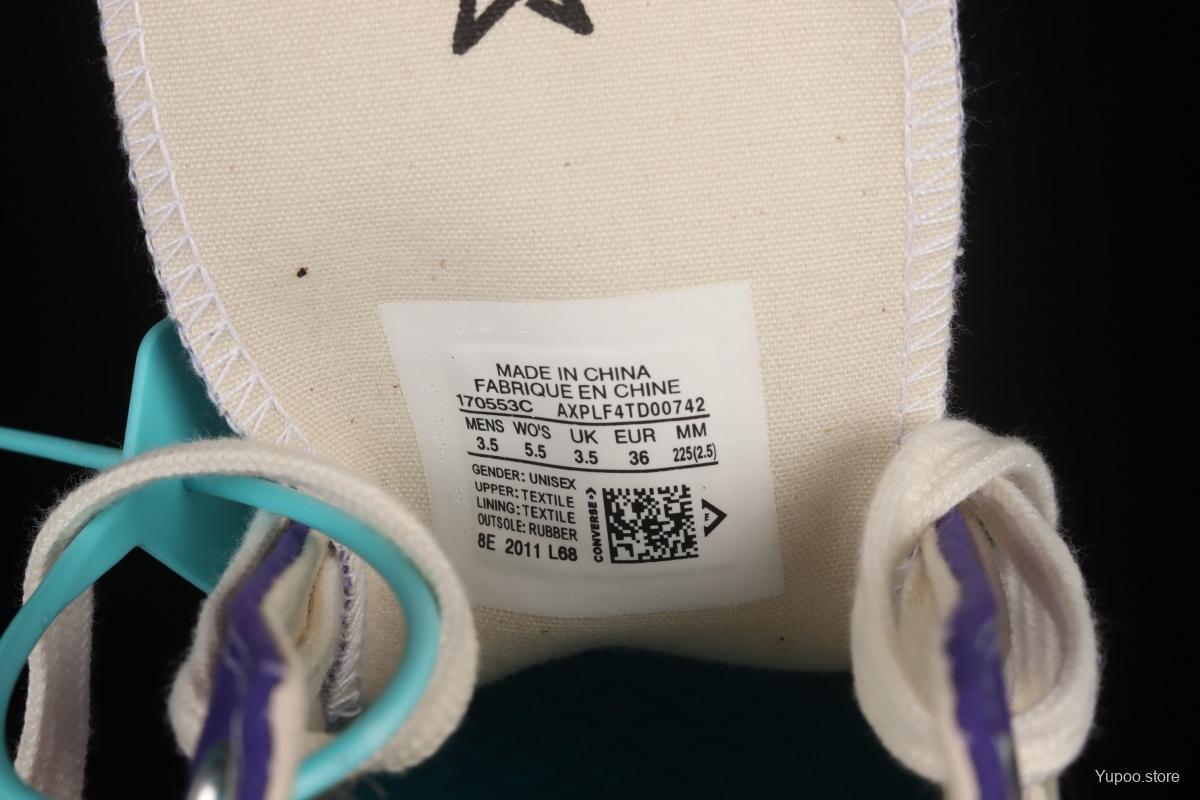 MADE IN CHINA
FABRIQUE EN CHINE
170553C AXPLF4TD00742
MENS WO'S UK EUR MM
3.5 5.5 3.5 36 225(2.5)
GENDER: UNISEX
UPPER: TEXTILE
LINING: TEXTILE
OUTSOLE: RUBBER
8E 2011 L68
CONVERSE
Yupoo.store